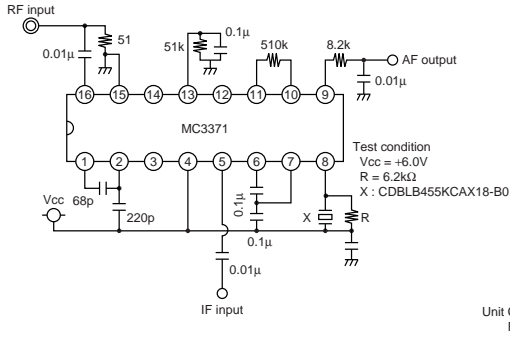 RF input
0.01μ
51
51k
0.1μ
510k
8.2k
AF output
0.01μ
16 15 14 13 12 11 10 9
MC3371
1 2 3 4 5 6 7 8
Test condition
Vcc = +6.0V
R = 6.2kΩ
X : CDBLB455KCAX18-B0
Vcc
68p
220p
0.1μ
0.1μ
X
R
0.01μ
IF input
Unit